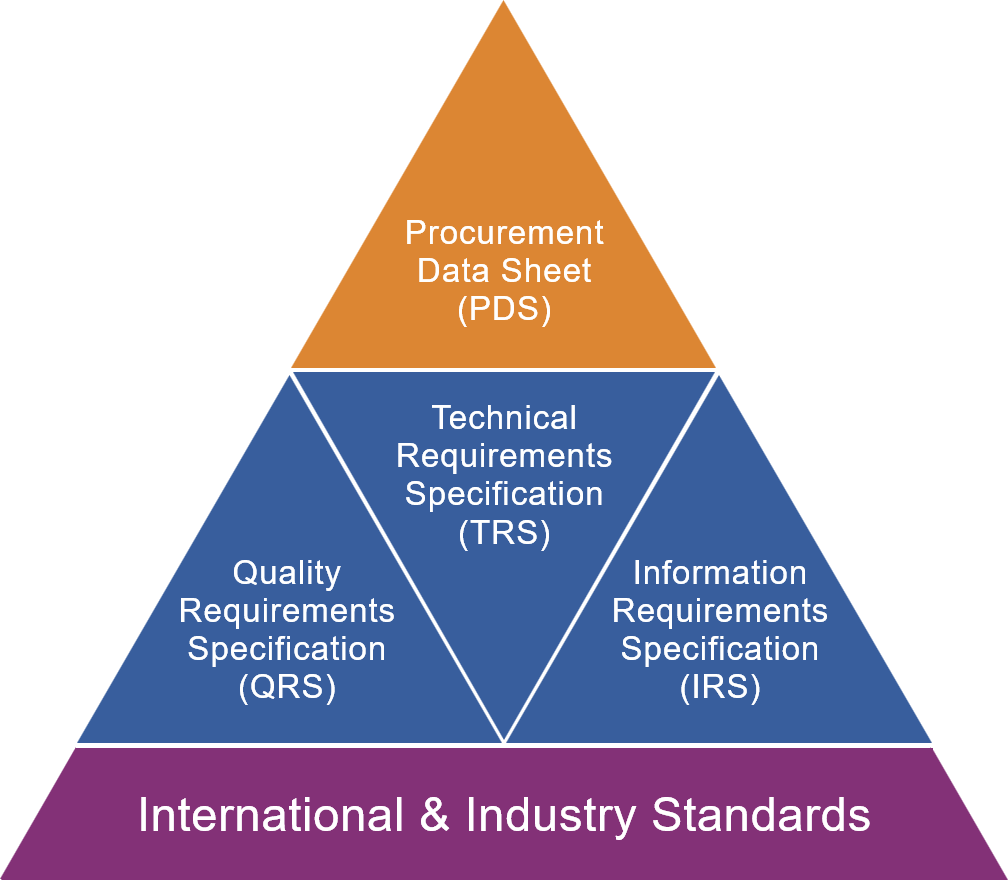 Procurement
Data Sheet
(PDS)
Technical
Requirements
Specification
(TRS)
Quality
Requirements
Specification
(QRS)
Information
Requirements
Specification
(IRS)
International & Industry Standards